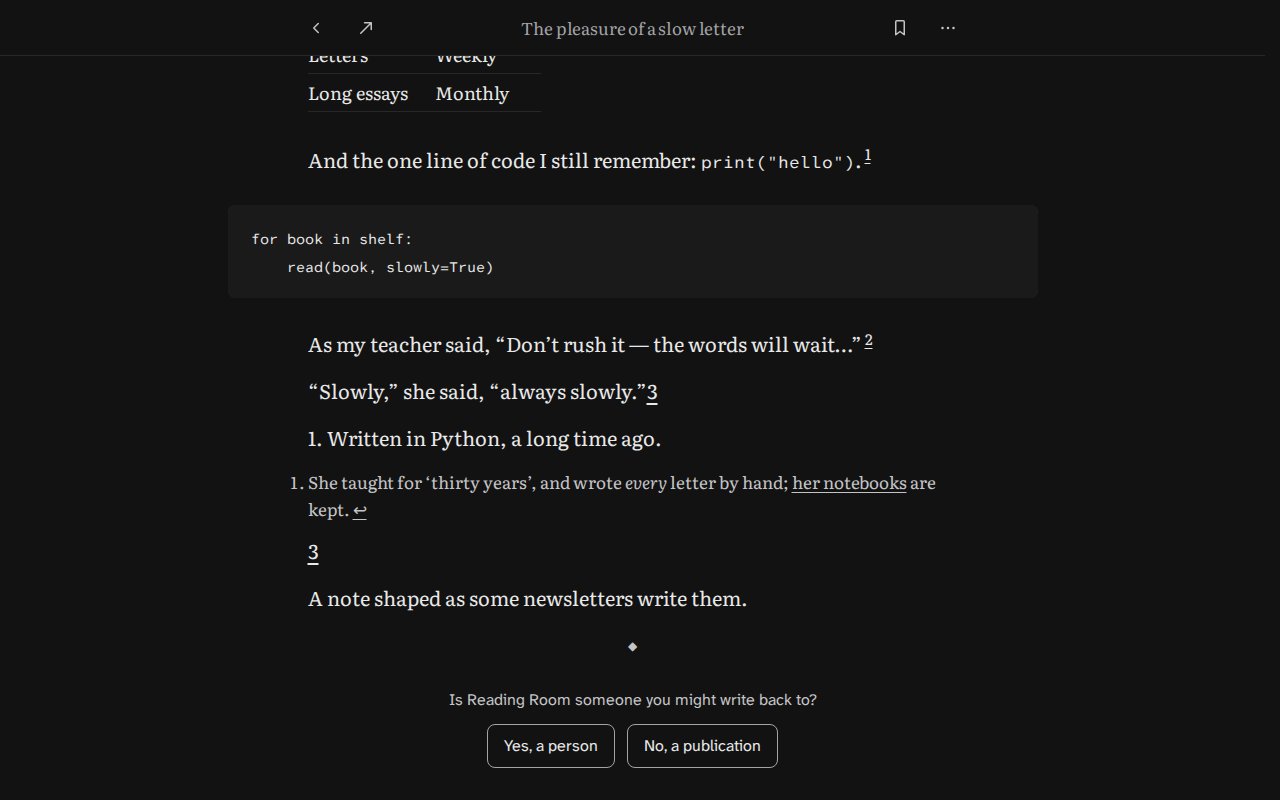 The pleasure of a slow letter
Letters Weekly
Long essays Monthly
And the one line of code I still remember: print("hello").1
for book in shelf:
    read(book, slowly=True)
As my teacher said, “Don’t rush it — the words will wait…” 2
“Slowly,” she said, “always slowly.”3
1. Written in Python, a long time ago.
1. She taught for ‘thirty years’, and wrote every letter by hand; her notebooks are
kept. ↩
3
A note shaped as some newsletters write them.
◆
Is Reading Room someone you might write back to?
Yes, a person No, a publication